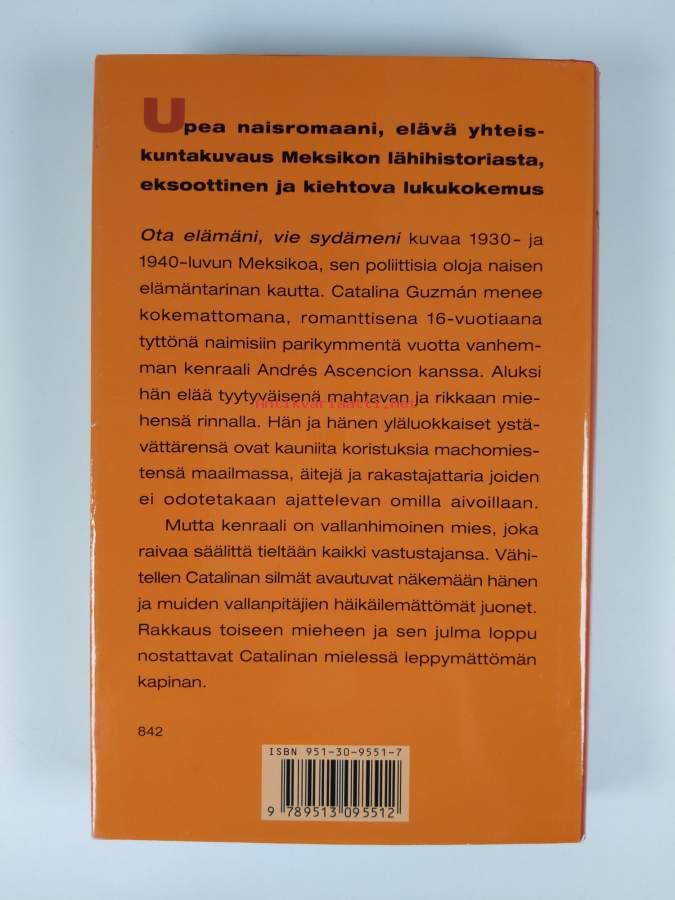 Upea naisromaani, elävä yhteis-
kuntakuvaus Meksikon lähihistoriasta,
eksoottinen ja kiehtova lukukokemus
Ota elämäni, vie sydämeni kuvaa 1930- ja
1940-luvun Meksikoa, sen poliittisia oloja naisen
elämäntarinan kautta. Catalina Guzmán menee
kokemattomana, romanttisena 16-vuotiaana
tyttönä naimisiin parikymmentä vuotta vanhem-
man kenraali Andrés Ascencion kanssa. Aluksi
hän elää tyytyväisenä mahtavan ja rikkaan mie-
Antikvariaatti.net
hensä rinnalla. Hän ja hänen yläluokkaiset ystä-
vättärensä ovat kauniita koristuksia machomies-
tensä maailmassa, äitejä ja rakastajattaria joiden
ei odotetakaan ajattelevan omilla aivoillaan.
Mutta kenraali on vallanhimoinen mies, joka
raivaa säälittä tieltään kaikki vastustajansa. Vähi-
tellen Catalinan silmät avautuvat näkemään hänen
ja muiden vallanpitäjien häikäilemättömät juonet.
Rakkaus toiseen mieheen ja sen julma loppu
nostattavat Catalinan mielessä leppymättömän
kapinan.
842
ISBN 951-30-9551-7
9 789513 095512